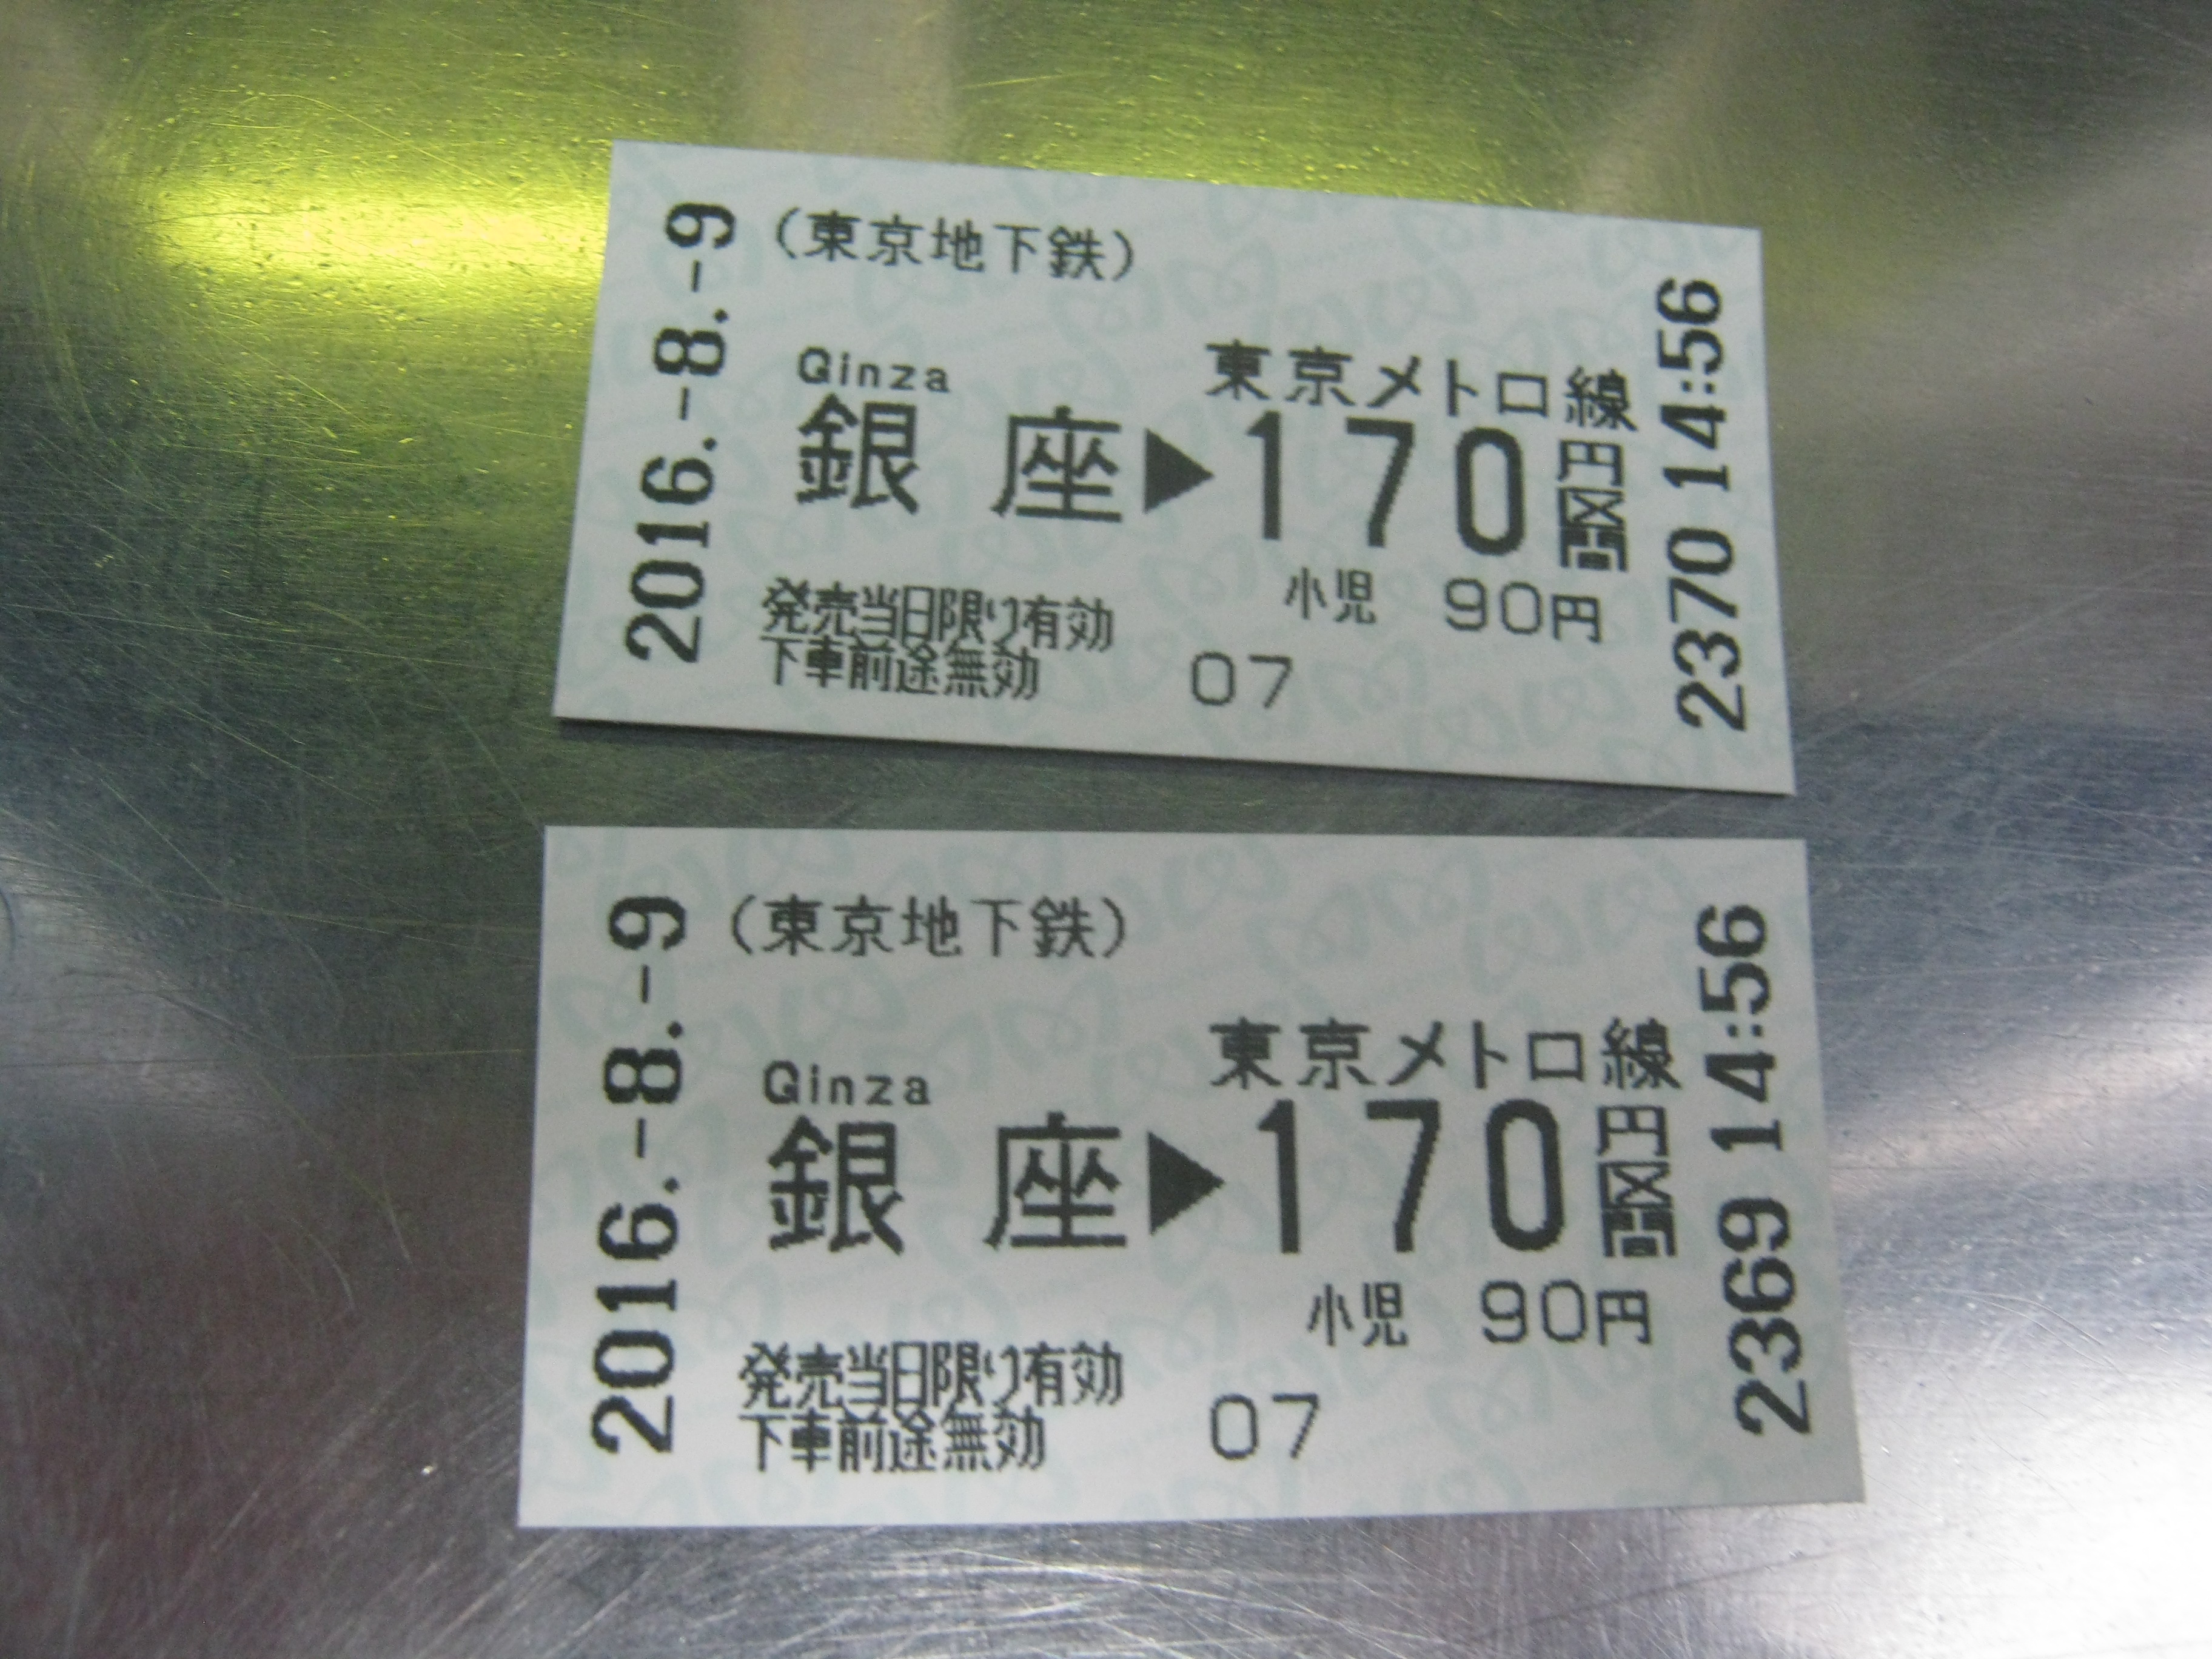 2016.-8.-9
（東京地下鉄）
Ginza
銀座▶170円区間
東京メトロ線
小児 90円
発売当日限り有効
下車前途無効
07
2370 14:56
2016.-8.-9
（東京地下鉄）
Ginza
銀座▶170円区間
東京メトロ線
小児 90円
発売当日限り有効
下車前途無効
07
2369 14:56